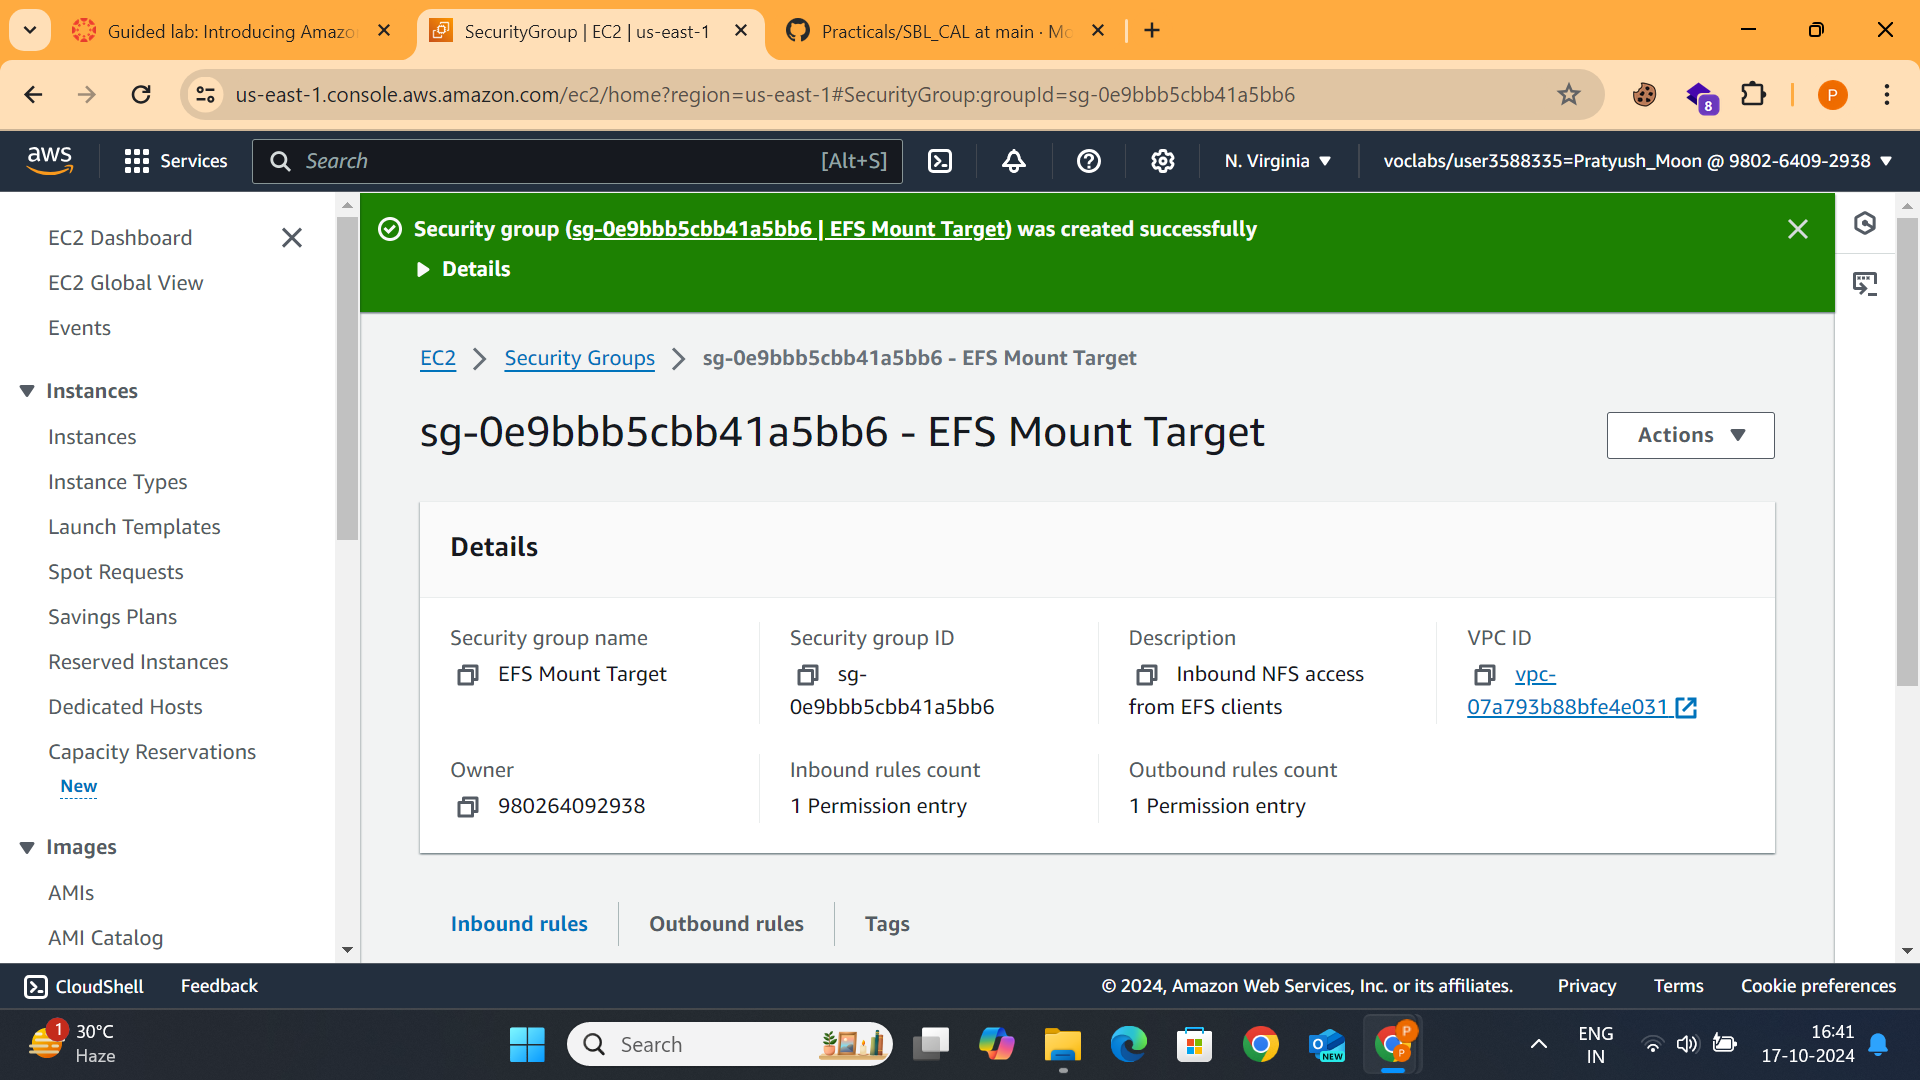 Guided lab: Introducing Amazo
SecurityGroup | EC2 | us-east-1
Practicals/SBL_CAL at main · Mo
us-east-1.console.aws.amazon.com/ec2/home?region=us-east-1#SecurityGroup:groupId=sg-0e9bbb5cbb41a5bb6
8
P
aws
Services
Search
[Alt+S]
N. Virginia
voclabs/user3588335=Pratyush_Moon @ 9802-6409-2938
EC2 Dashboard
EC2 Global View
Events
Instances
Instances
Instance Types
Launch Templates
Spot Requests
Savings Plans
Reserved Instances
Dedicated Hosts
Capacity Reservations
New
Images
AMIs
AMI Catalog
Security group (sg-0e9bbb5cbb41a5bb6 | EFS Mount Target) was created successfully
Details
EC2
Security Groups
sg-0e9bbb5cbb41a5bb6 - EFS Mount Target
sg-0e9bbb5cbb41a5bb6 - EFS Mount Target
Actions
Details
Security group name
EFS Mount Target
Security group ID
sg-
0e9bbb5cbb41a5bb6
Description
Inbound NFS access
from EFS clients
VPC ID
vpc-
07a793b88bfe4e031
Owner
980264092938
Inbound rules count
1 Permission entry
Outbound rules count
1 Permission entry
Inbound rules
Outbound rules
Tags
CloudShell
Feedback
© 2024, Amazon Web Services, Inc. or its affiliates.
Privacy
Terms
Cookie preferences
1
30°C
Haze
Search
O
NEW
P
P
ENG
IN
16:41
17-10-2024